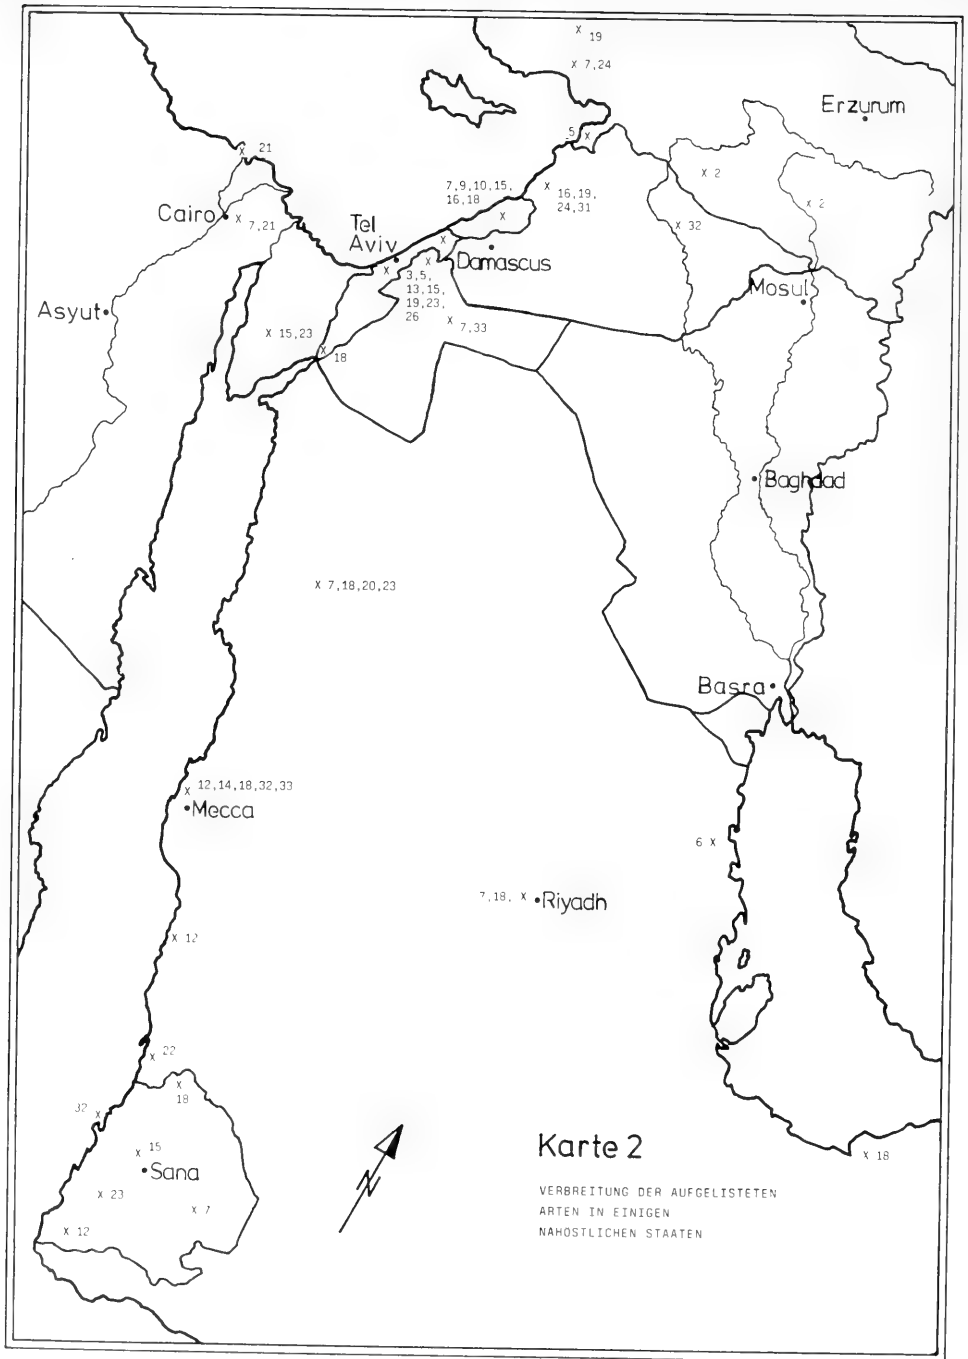 x 19
x 7,24
Erzurum
5 x
x 21
x 2
7,9,10,15,
16,18
x
x 16,19,
24,31
x 2
Cairo
x 7,21
Tel
Aviv
x
x 32
x
x
Damascus
3,5,
13,15,
19,23,
26
Mosul
Asyut
x 15,23
x 7,33
x 18
Baghdad
x 7,18,20,23
Basra
x 12,14,18,32,33
Mecca
6 x
7,18, x Riyadh
x 12
x 22
x
18
32 x
x 15
Sana
x 23
x 7
x 12
N
Karte 2
x 18
VERBREITUNG DER AUFGELISTETEN
ARTEN IN EINIGEN
NAHOSTLICHEN STAATEN